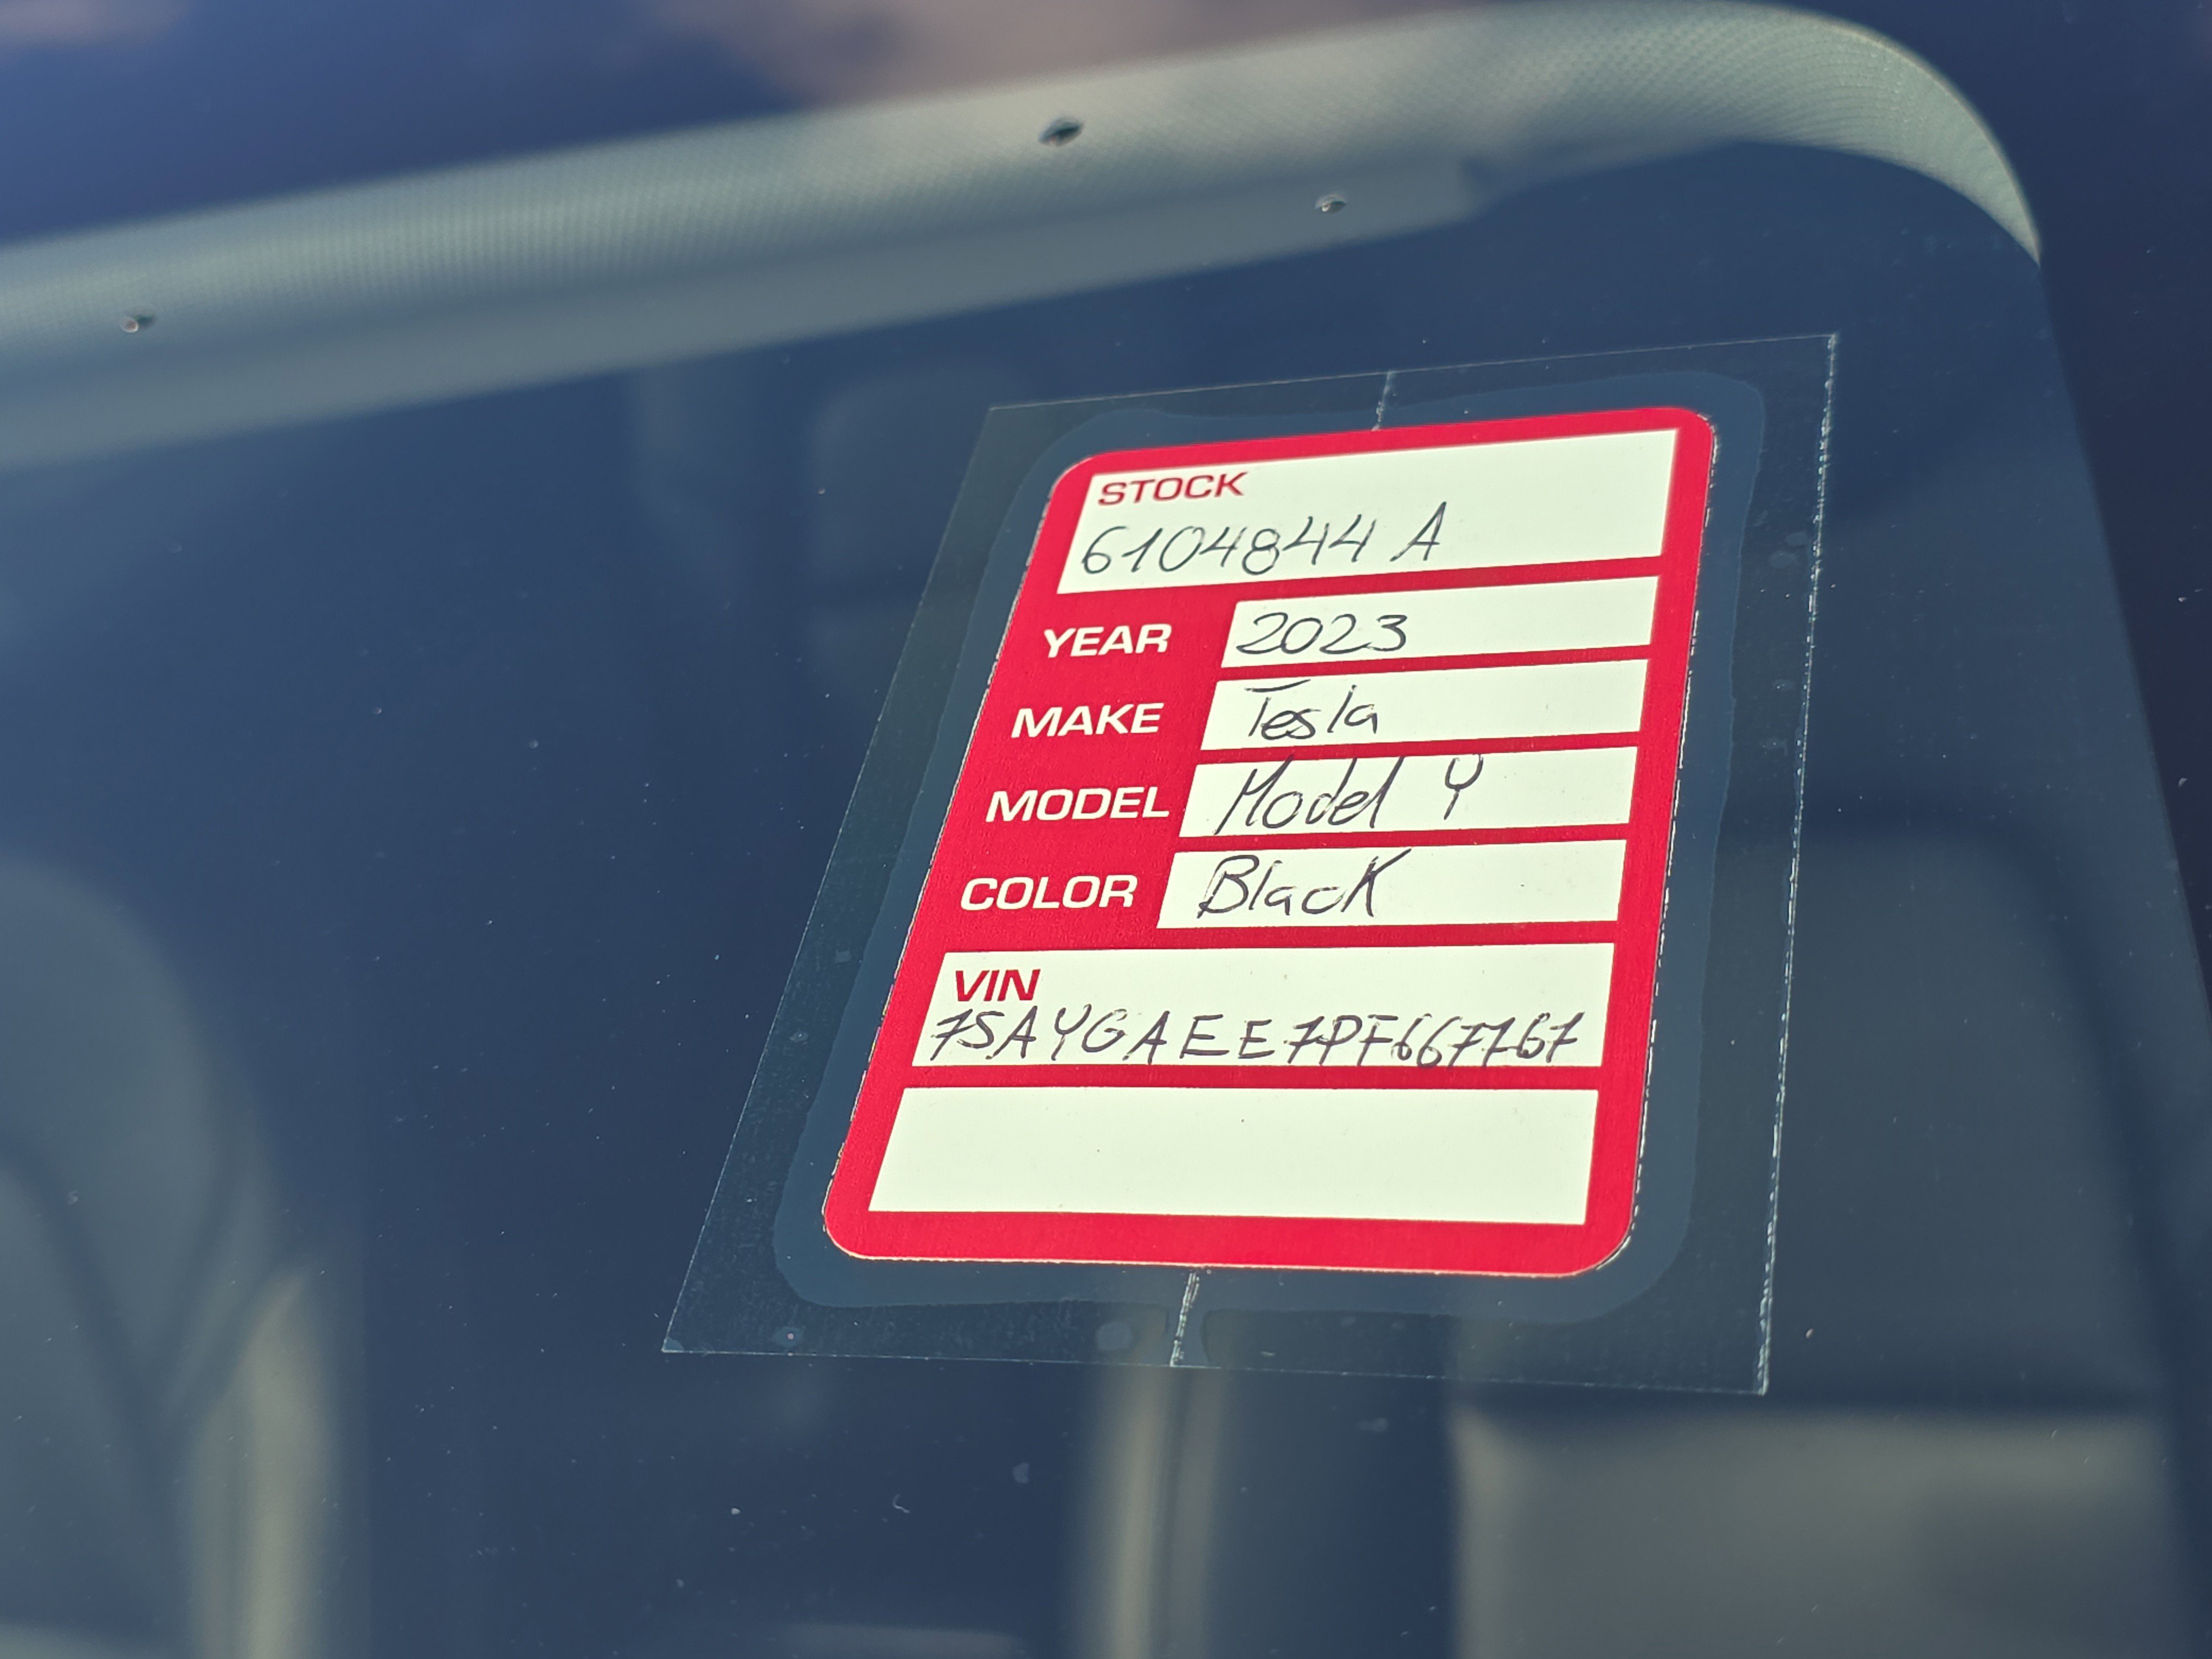 STOCK
6104844 A
YEAR 2023
MAKE Tesla
MODEL Model Y
COLOR Black
VIN
7SAYGAEE7PF667767